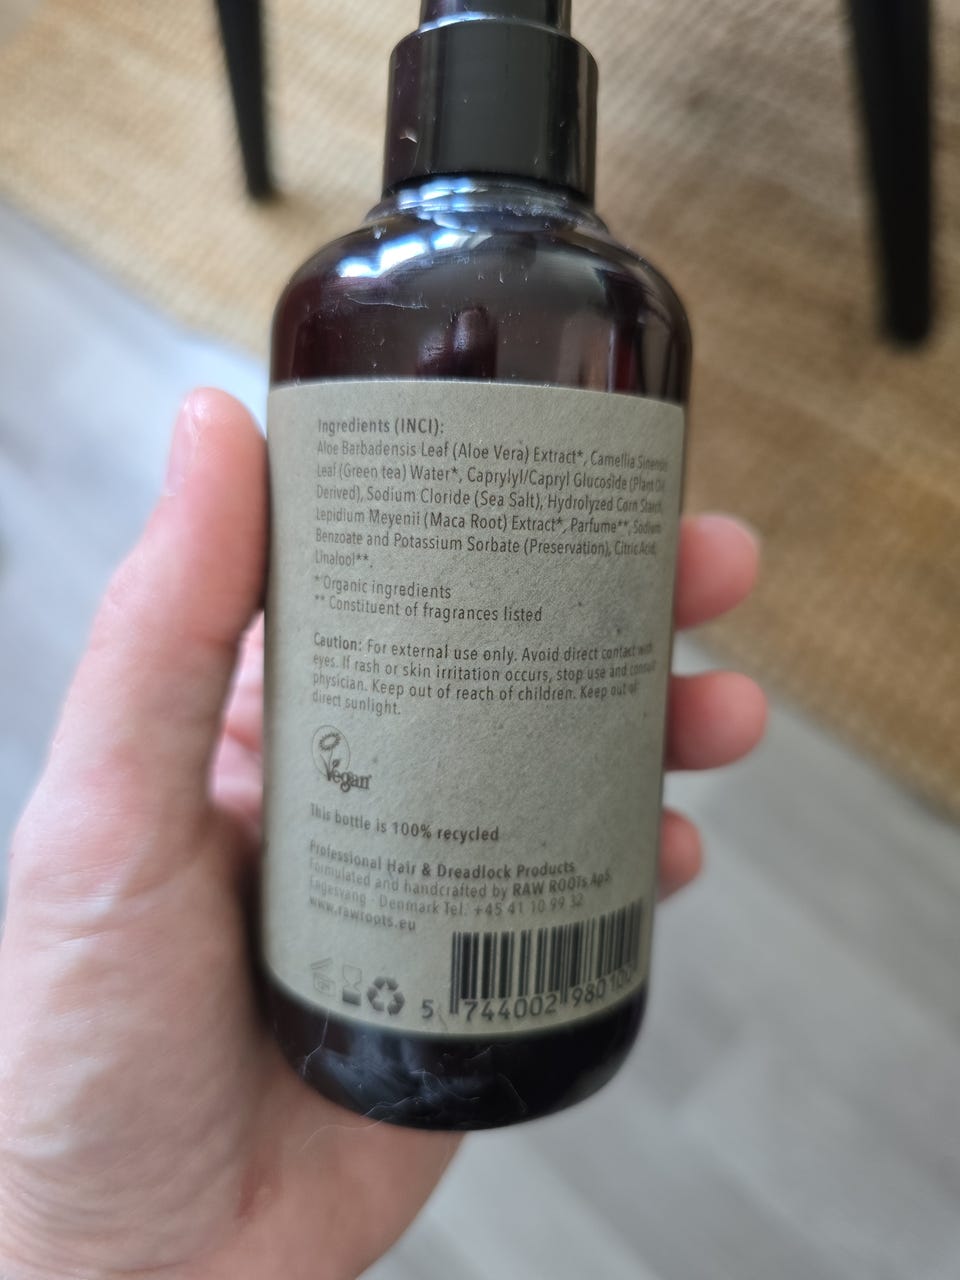 Ingredients (INCI):
Aloe Barbadensis Leaf (Aloe Vera) Extract*, Camellia Sinensis
Leaf (Green tea) Water*, Caprylyl/Capryl Glucoside (Plant Oil
Derived), Sodium Cloride (Sea Salt), Hydrolyzed Corn Starch,
Lepidium Meyenii (Maca Root) Extract*, Parfume**, Sodium
Benzoate and Potassium Sorbate (Preservation), Citric Acid,
Linalool**.
* Organic ingredients
** Constituent of fragrances listed
Caution: For external use only. Avoid direct contact with
eyes. If rash or skin irritation occurs, stop use and consult
physician. Keep out of reach of children. Keep out of
direct sunlight.
Vegan
This bottle is 100% recycled
Professional Hair & Dreadlock Products
Formulated and handcrafted by RAW ROOTs ApS
Engesvang - Denmark Tel. +45 41 10 99 32
www.rawroots.eu
5 744002 980100